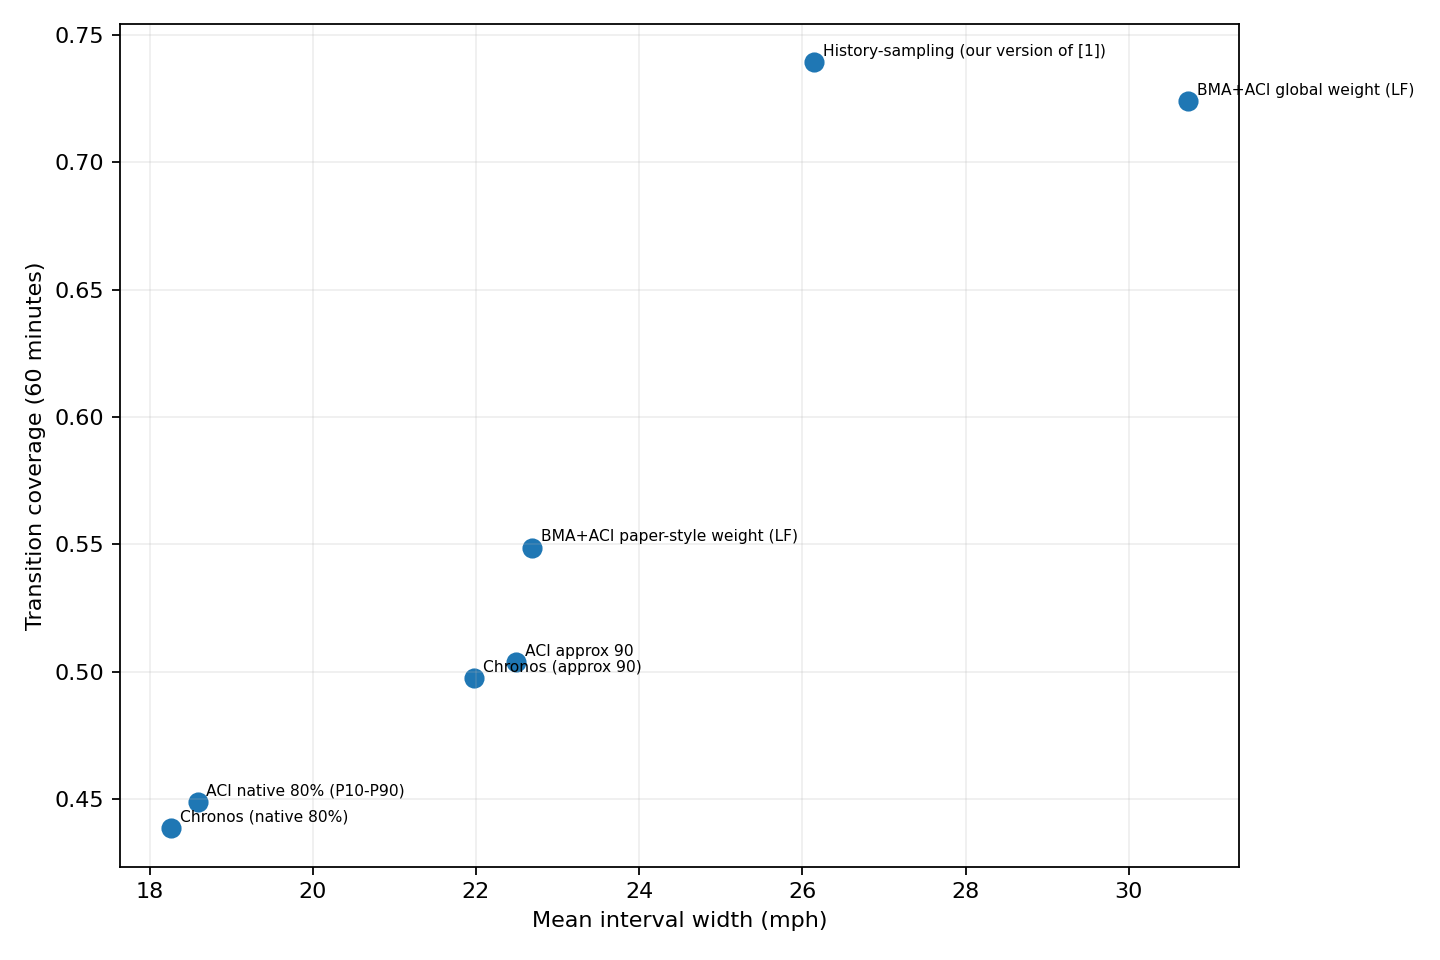 0.75
0.70
0.65
0.60
0.55
0.50
0.45
Transition coverage (60 minutes)
History-sampling (our version of [1])
BMA+ACI global weight (LF)
BMA+ACI paper-style weight (LF)
ACI approx 90
Chronos (approx 90)
ACI native 80% (P10-P90)
Chronos (native 80%)
18 20 22 24 26 28 30
Mean interval width (mph)